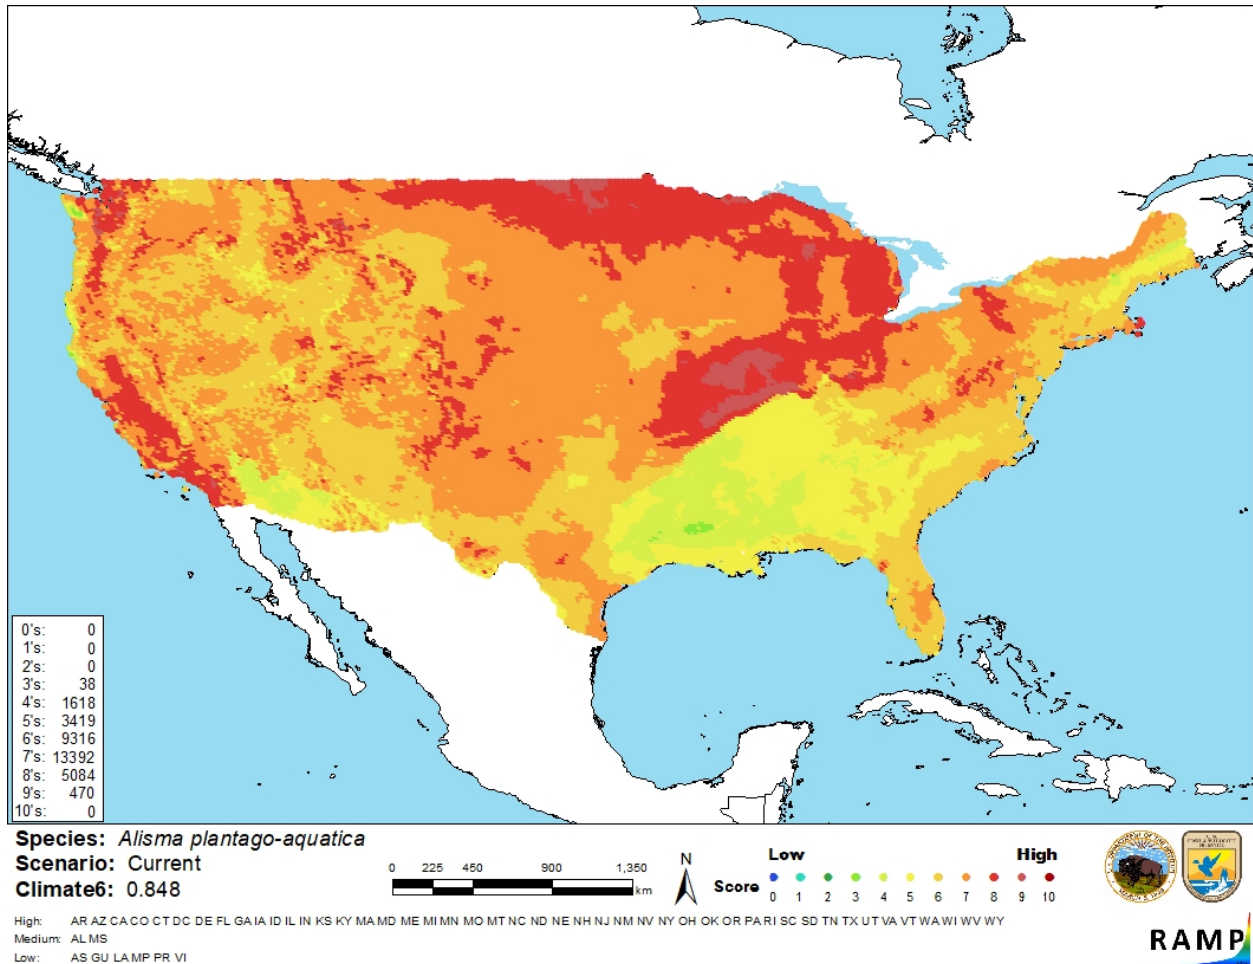 0's: 0
1's: 0
2's: 0
3's: 38
4's: 1618
5's: 3419
6's: 9316
7's: 13392
8's: 5084
9's: 470
10's: 0
Species: Alisma plantago-aquatica
Scenario: Current
Climate6: 0.848
0 225 450 900 1,350
km
N
Low High
Score 0 1 2 3 4 5 6 7 8 9 10
High: AR AZ CA CO CT DC DE FL GA IA ID IL IN KS KY MA MD ME MI MN MO MT NC ND NE NH NJ NM NV NY OH OK OR PA RI SC SD TN TX UT VA VT WA WI WV WY
Medium: AL MS
Low: AS GU LA MP PR VI
RAMP